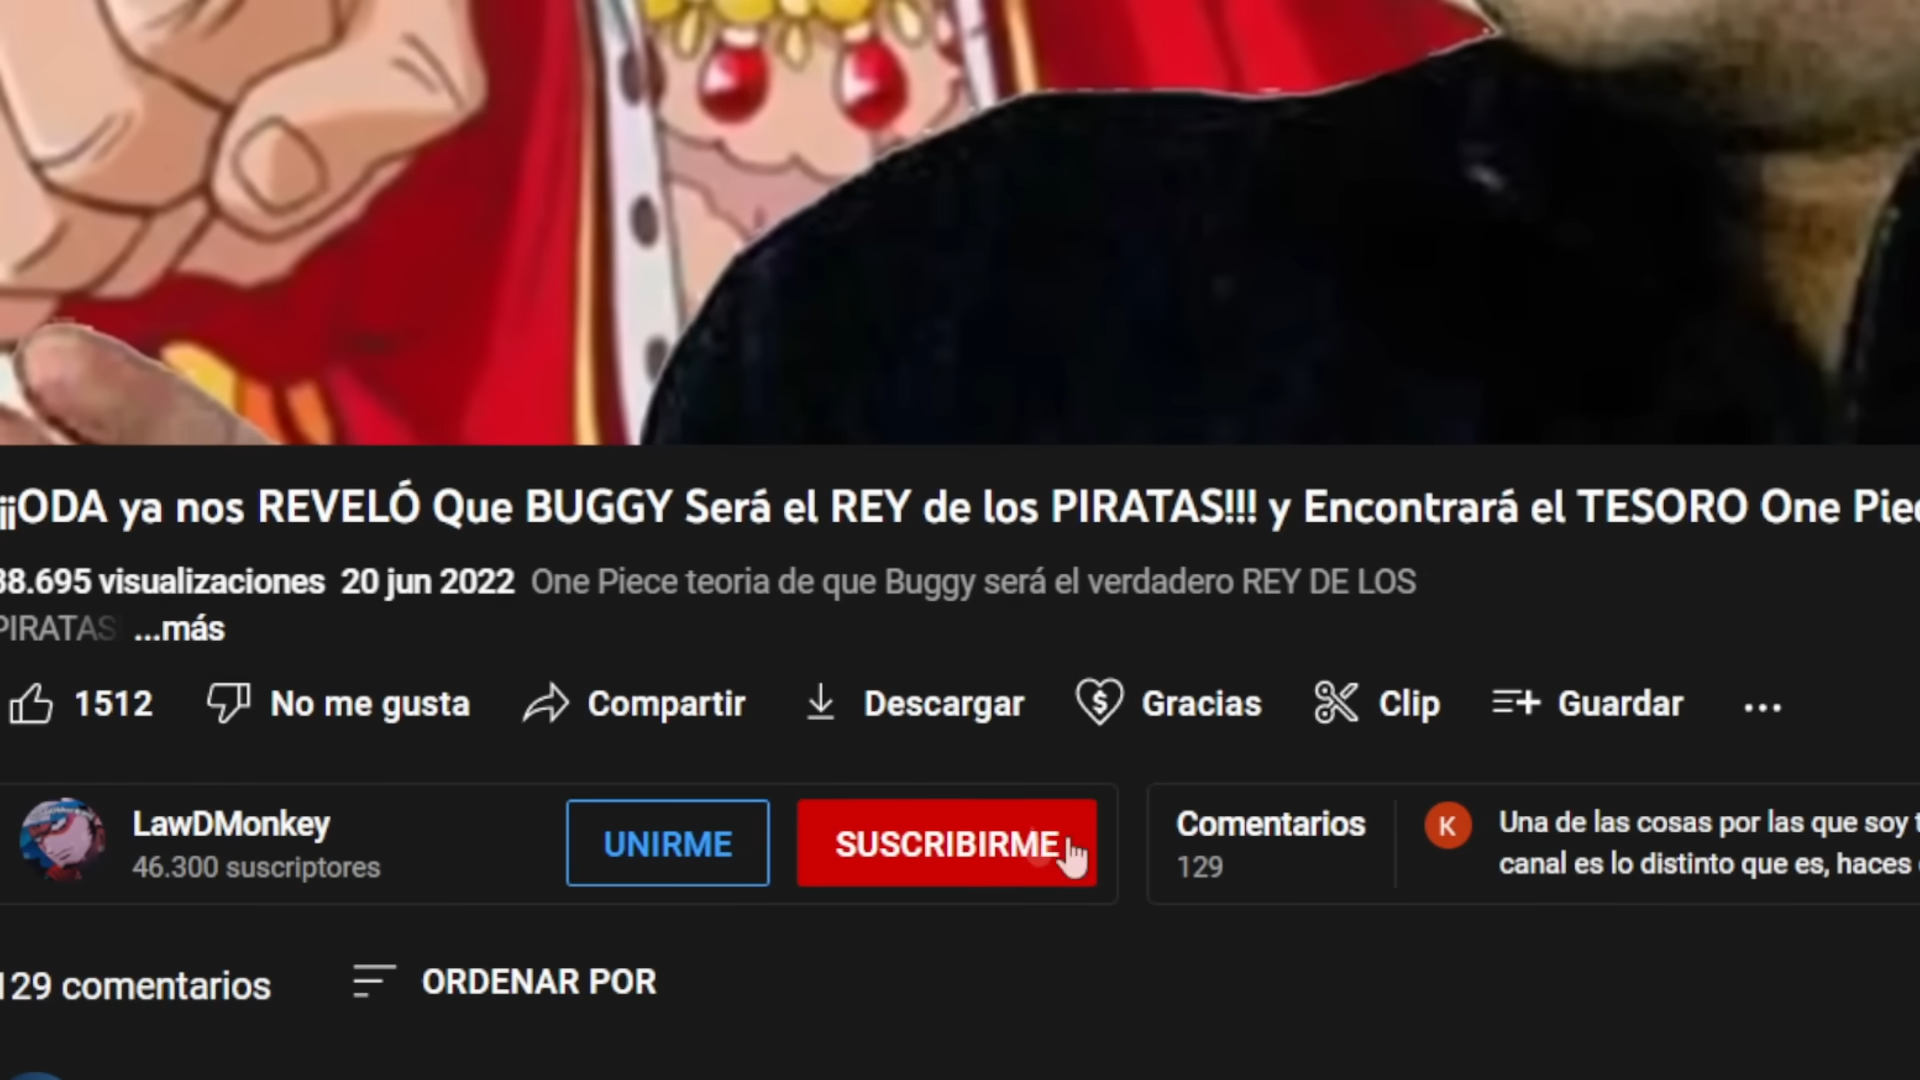 ¡¡¡ODA ya nos REVELÓ Que BUGGY Será el REY de los PIRATAS!!! y Encontrará el TESORO One
38.695 visualizaciones 20 jun 2022 One Piece teoria de que Buggy será el verdadero REY DE LOS
PIRATAS ...más
1512 No me gusta Compartir Descargar Gracias Clip Guardar ...
LawDMonkey
46.300 suscriptores
UNIRME
SUSCRIBIRME
Comentarios
129
K
Una de las cosas por las que soy
canal es lo distinto que es, haces
129 comentarios
ORDENAR POR